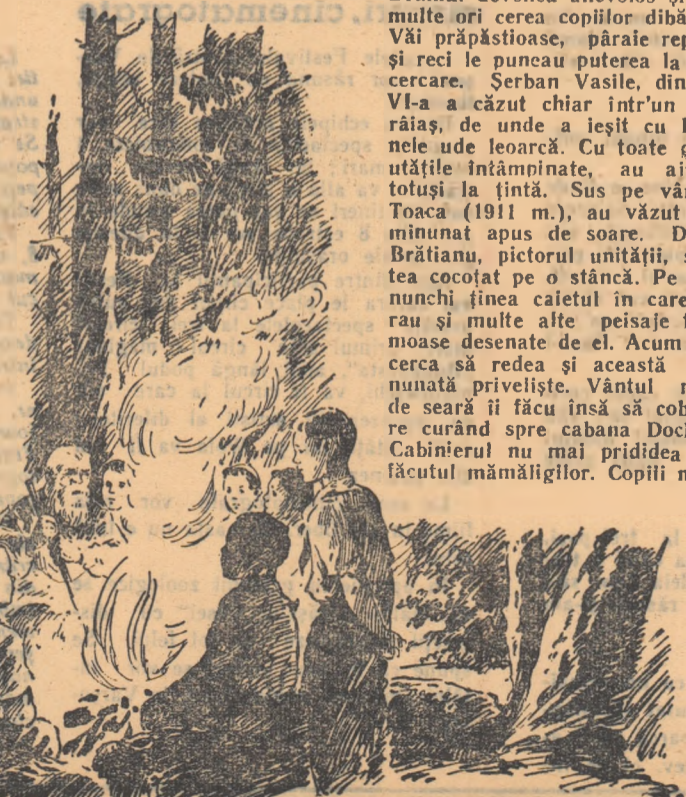 multe ori cerea copiilor dibă
Văi prăpăstioase, pâraie rep
și reci le puneau puterea la
cercare. Șerban Vasile, din
VI-a a căzut chiar într'un
râiaș, de unde a ieșit cu
nele ude leoarcă. Cu toate
utățile întâmpinate, au ai
totuși la țintă. Sus pe vâr
Toaca (1911 m.), au văzut
minunat apus de soare. D
Brătianu, pictorul unității, s
tea cocoțat pe o stâncă. Pe
nunchi ținea caietul în care
rau și multe alte peisaje f
moase desenate de el. Acum
cerca să redea și această
nunată priveliște. Vântul r
de seară îi făcu însă să cob
re curând spre cabana Doch
Cabinierul nu mai prididea
făcutul mămăligilor. Copiii n